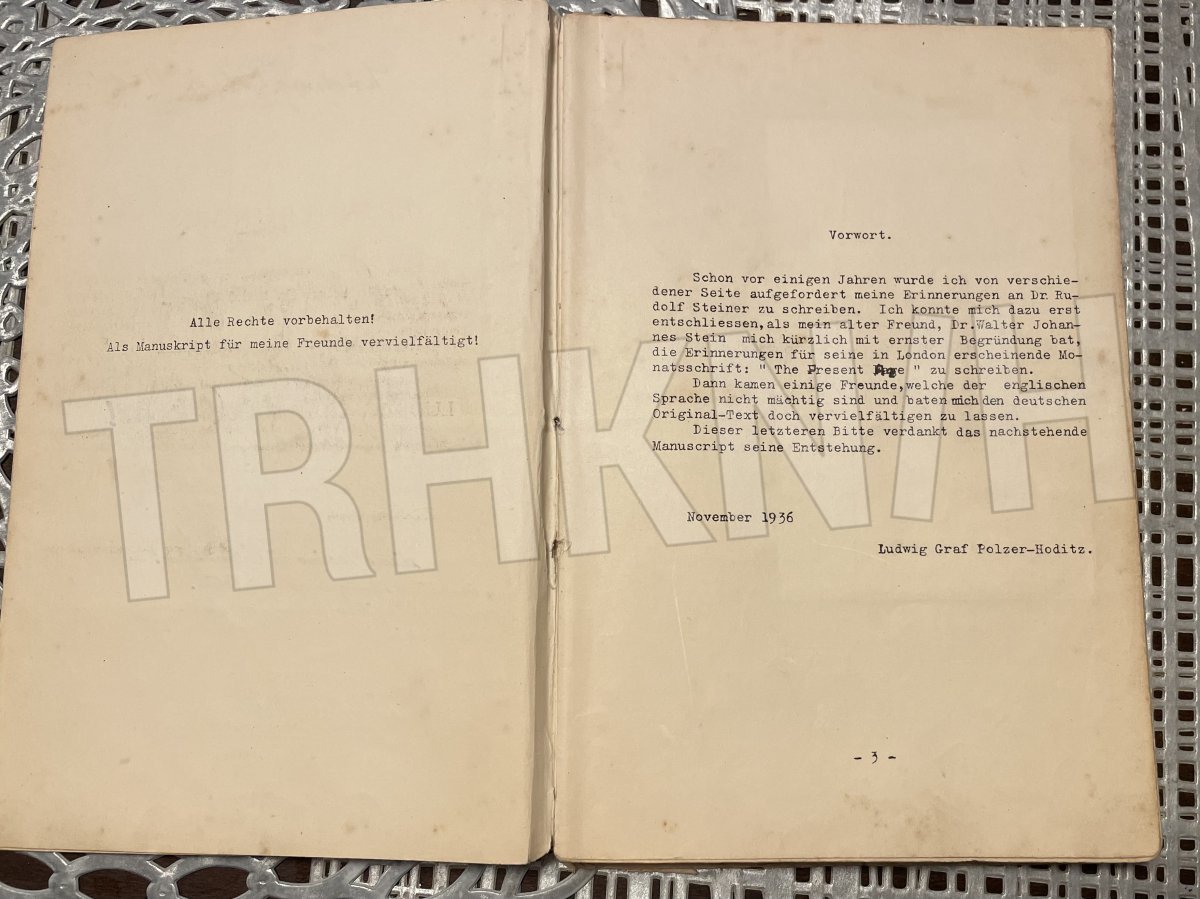 Alle Rechte vorbehalten!
Als Manuskript für meine Freunde vervielfältigt!
Vorwort.
Schon vor einigen Jahren wurde ich von verschie-
dener Seite aufgefordert meine Erinnerungen an Dr. Ru-
dolf Steiner zu schreiben. Ich konnte mich dazu erst
entschliessen, als mein alter Freund, Dr. Walter Johan-
nes Stein mich kürzlich mit ernster Begründung bat,
die Erinnerungen für seine in London erscheinende Mo-
natsschrift: " The Present Age " zu schreiben.
Dann kamen einige Freunde, welche der englischen
Sprache nicht mächtig sind und baten mich den deutschen
Original-Text doch vervielfältigen zu lassen.
Dieser letzteren Bitte verdankt das nachstehende
Manuscript seine Entstehung.
November 1936
Ludwig Graf Polzer-Hoditz.
- 3 -
TRHKN7H